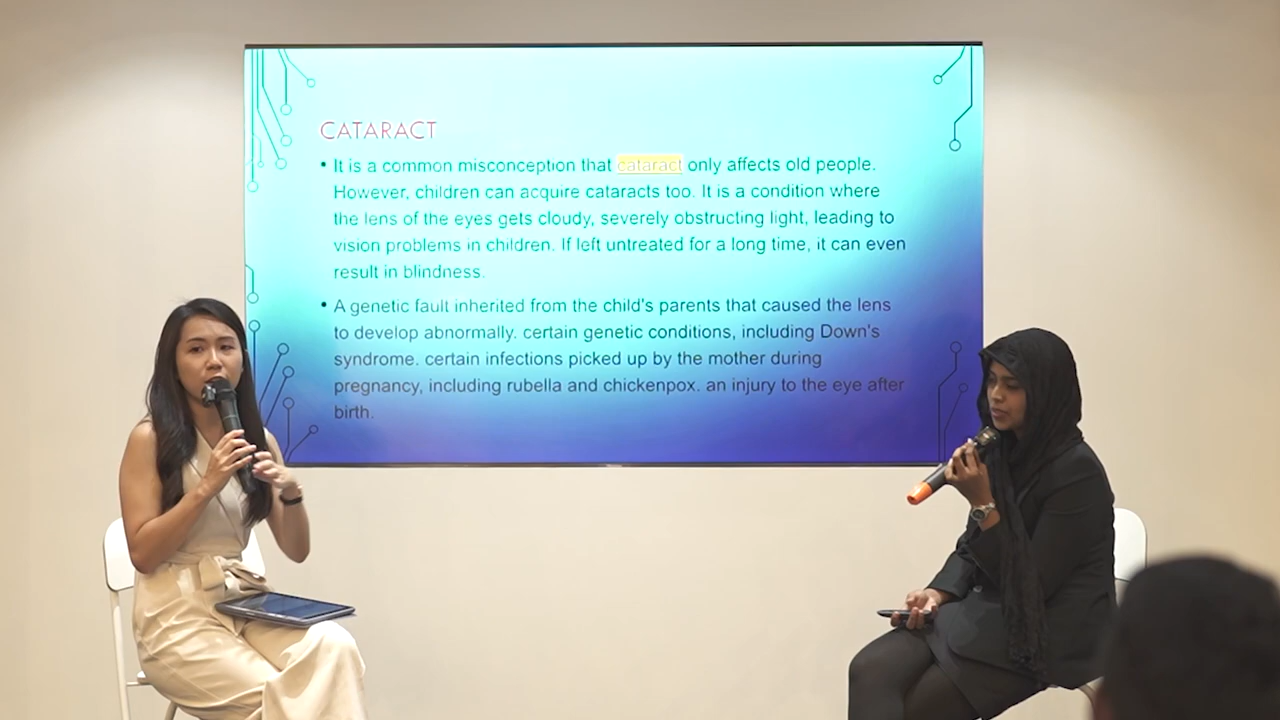 CATARACT
• It is a common misconception that cataract only affects old people.
However, children can acquire cataracts too. It is a condition where
the lens of the eyes gets cloudy, severely obstructing light, leading to
vision problems in children. If left untreated for a long time, it can even
result in blindness.
• A genetic fault inherited from the child's parents that caused the lens
to develop abnormally. certain genetic conditions, including Down's
syndrome. certain infections picked up by the mother during
pregnancy, including rubella and chickenpox. an injury to the eye after
birth.